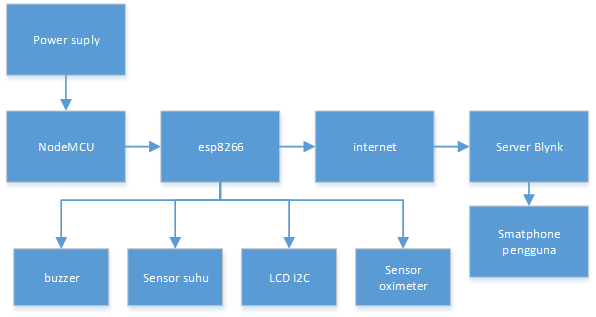 Power suply
NodeMCU
esp8266
internet
Server Blynk
Smatphone
pengguna
buzzer
Sensor suhu
LCD I2C
Sensor
oximeter